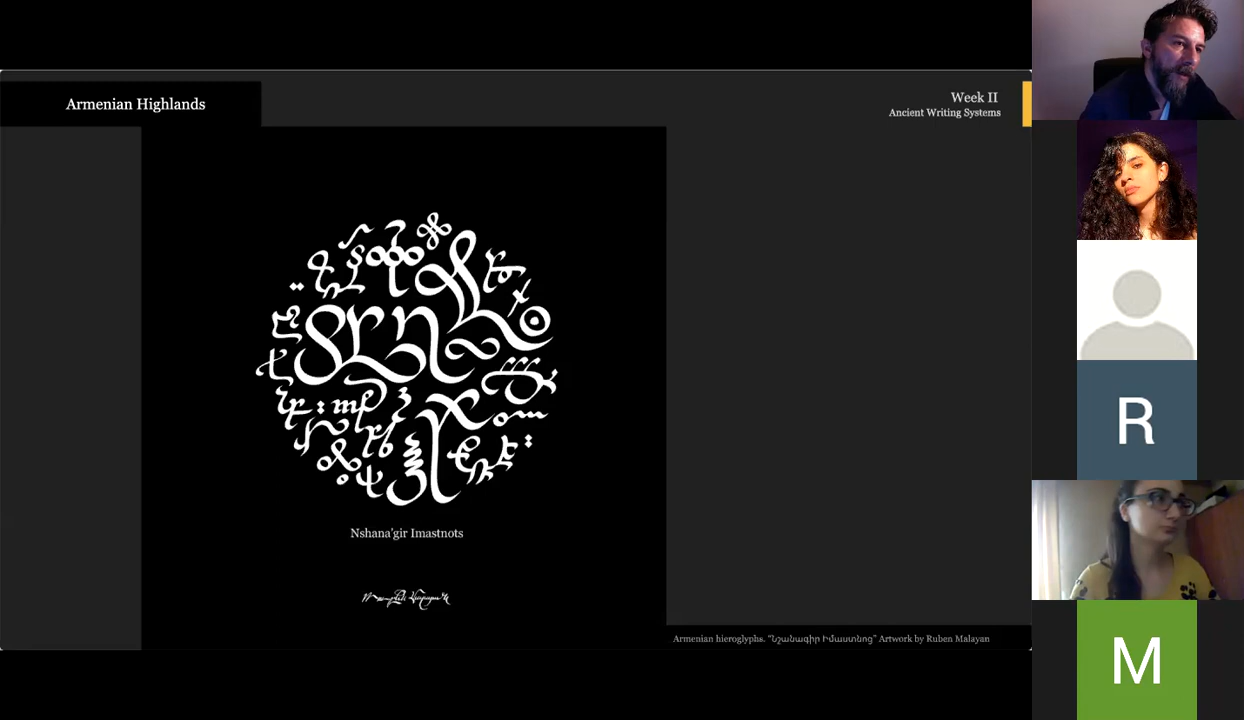 Armenian Highlands
Week II
Ancient Writing Systems
Nshana'gir Imastnots
Armenian hieroglyphs. "Նշանագիր Իմաստնոց" Artwork by Ruben Malayan
R
M